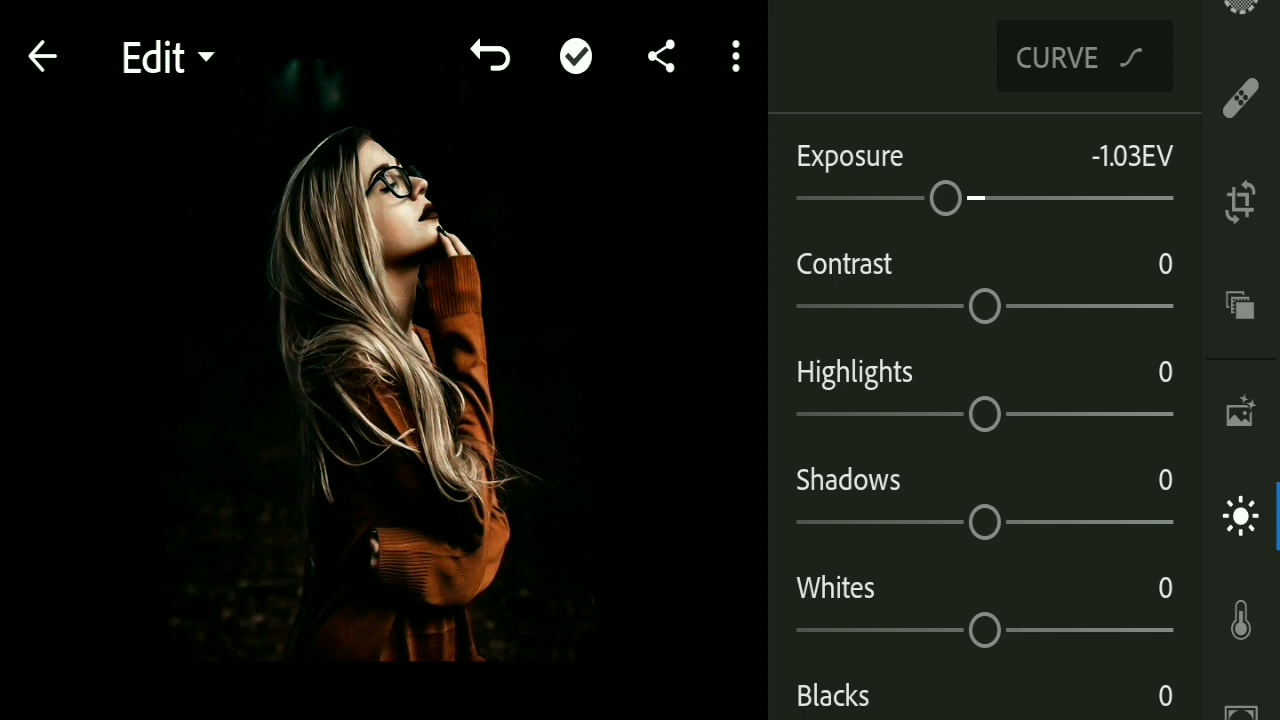 Edit
CURVE
Exposure -1.03EV
Contrast 0
Highlights 0
Shadows 0
Whites 0
Blacks 0